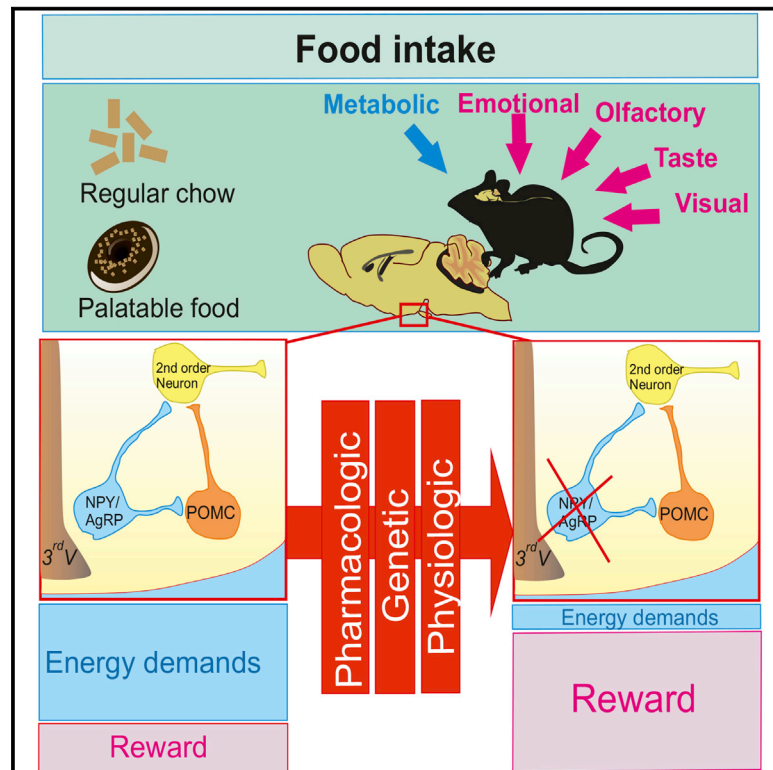 Food intake
Metabolic
Emotional
Olfactory
Taste
Visual
Regular chow
Palatable food
2nd order
Neuron
NPY/
AgRP
POMC
3rd V
Pharmacologic
Genetic
Physiologic
2nd order
Neuron
NPY/
AgRP
POMC
3rd V
Energy demands
Reward
Energy demands
Reward